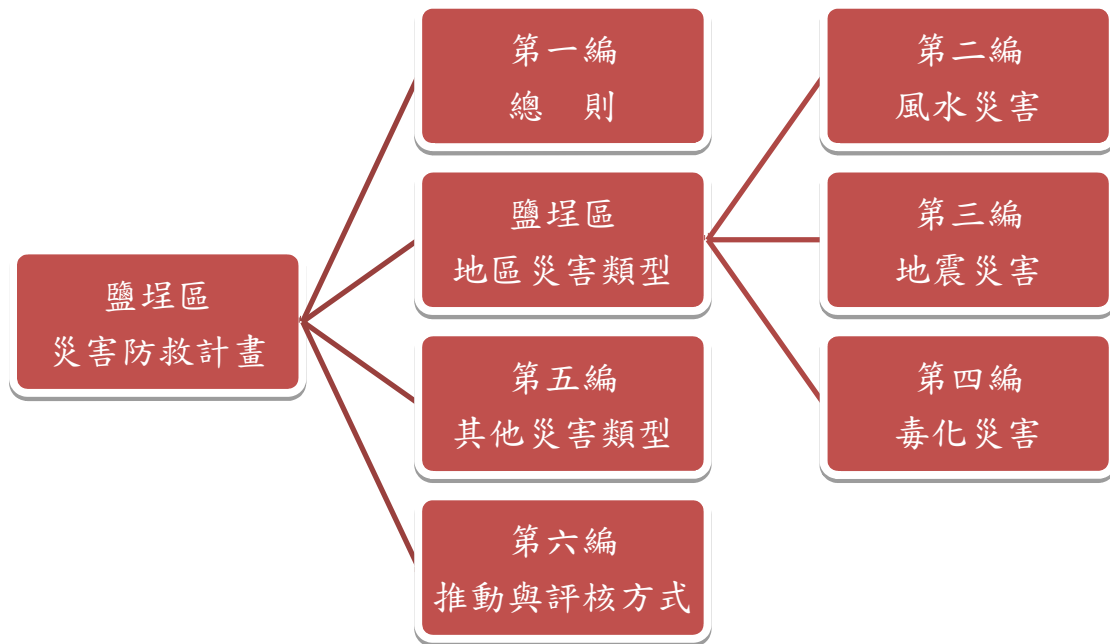 鹽埕區
災害防救計畫
第一編
總　則
鹽埕區
地區災害類型
第二編
風水災害
第三編
地震災害
第四編
毒化災害
第五編
其他災害類型
第六編
推動與評核方式